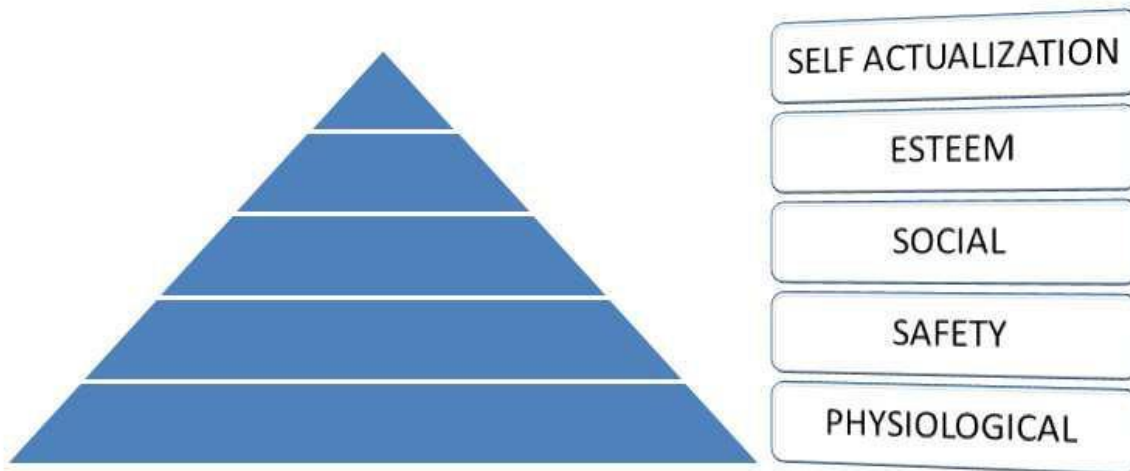 SELF ACTUALIZATION
ESTEEM
SOCIAL
SAFETY
PHYSIOLOGICAL